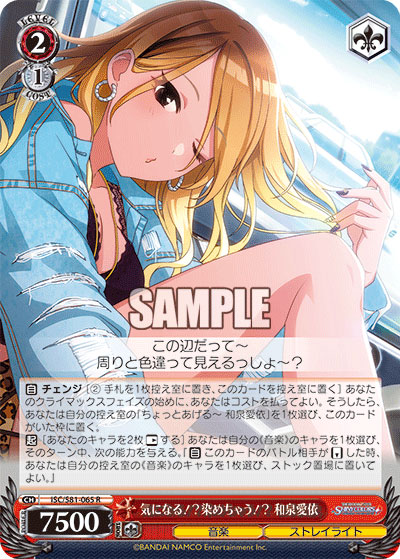 LEVEL
2
1
COST
SAMPLE
この辺だって～
周りと色違って見えるっしょ～？
自 チェンジ [② 手札を1枚控室に置き、このカードを控室に置く] あなた
のクライマックスフェイズの始めに、あなたはコストを払ってよい。そうしたら、
あなたは自分の控室の「ちょっとあげる～ 和泉愛依」を1枚選び、このカード
がいた枠に置く。
起 [あなたのキャラを2枚 する] あなたは自分の《音楽》のキャラを1枚選
び、そのターン中、次の能力を与える。『自 このカードのバトル相手が した時、あ
なたは自分の控室の《音楽》のキャラを1枚選び、ストック置場に置いて
よい。』
CH
ISC/S81-065 R
気になる！？染めちゃう！？ 和泉愛依
SHINYCOLORS
POWER
7500
SOUL
音楽
ストレイライト
©BANDAI NAMCO Entertainment Inc.